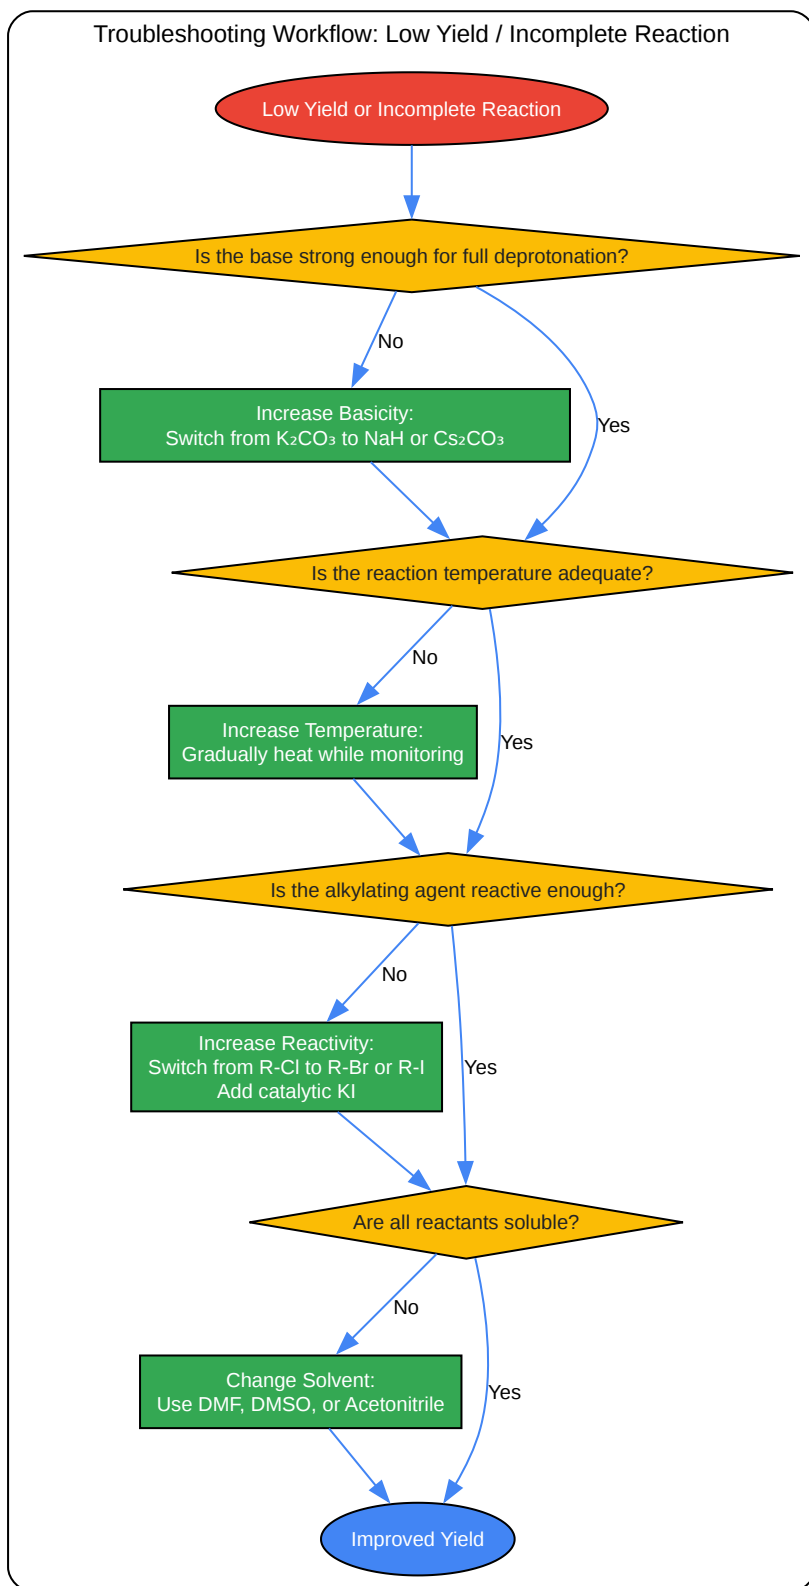 Troubleshooting Workflow: Low Yield / Incomplete Reaction
Low Yield or Incomplete Reaction
Is the base strong enough for full deprotonation?
No
Increase Basicity:
Switch from K₂CO₃ to NaH or Cs₂CO₃
Yes
Is the reaction temperature adequate?
No
Increase Temperature:
Gradually heat while monitoring
Yes
Is the alkylating agent reactive enough?
No
Increase Reactivity:
Switch from R-Cl to R-Br or R-I
Add catalytic KI
Yes
Are all reactants soluble?
No
Change Solvent:
Use DMF, DMSO, or Acetonitrile
Yes
Improved Yield